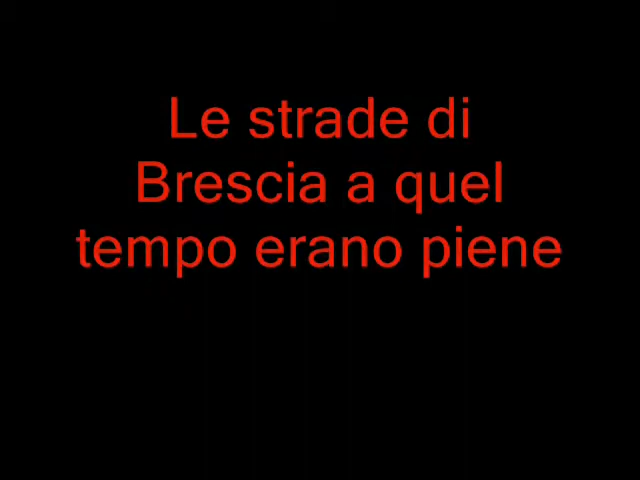 Le strade di
Brescia a quel
tempo erano piene